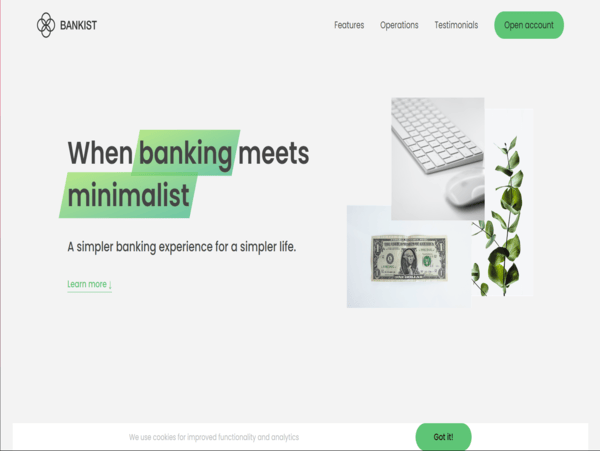 BANKIST
Features Operations Testimonials Open account
When banking meets
minimalist
A simpler banking experience for a simpler life.
Learn more ↓
We use cookies for improved functionality and analytics
Got it!